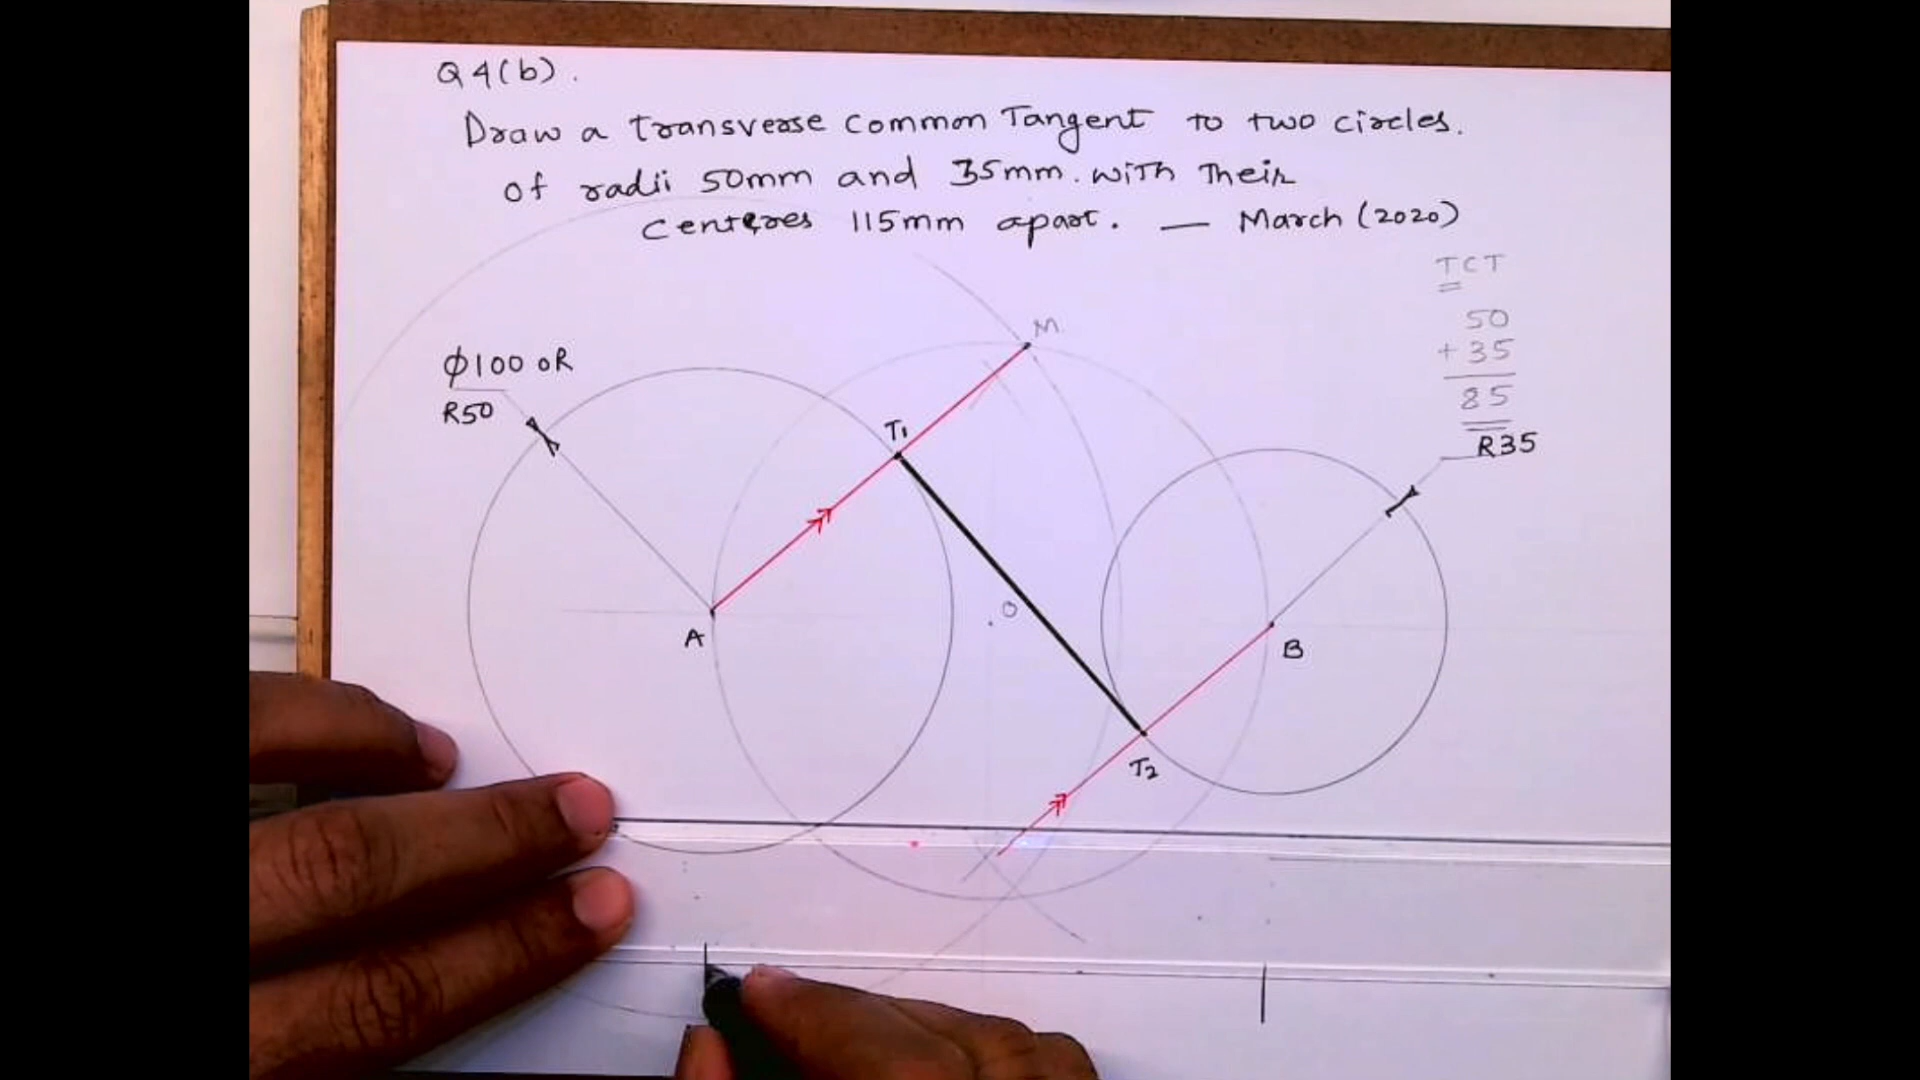 Q4(b).
Draw a transverse common Tangent to two circles.
of radii 50mm and 35mm. with Their
Centeres 115mm apart. — March (2020)
TCT
50
+ 35
85
R35
ϕ100 OR
R50
M
T1
A
O
B
T2